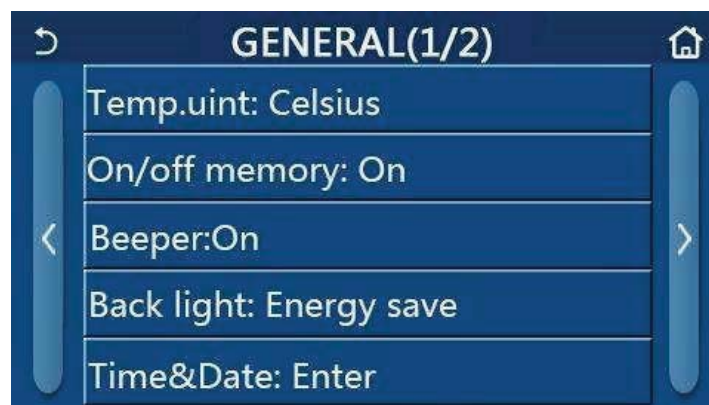 GENERAL(1/2)
Temp.uint: Celsius
On/off memory: On
Beeper:On
Back light: Energy save
Time&Date: Enter